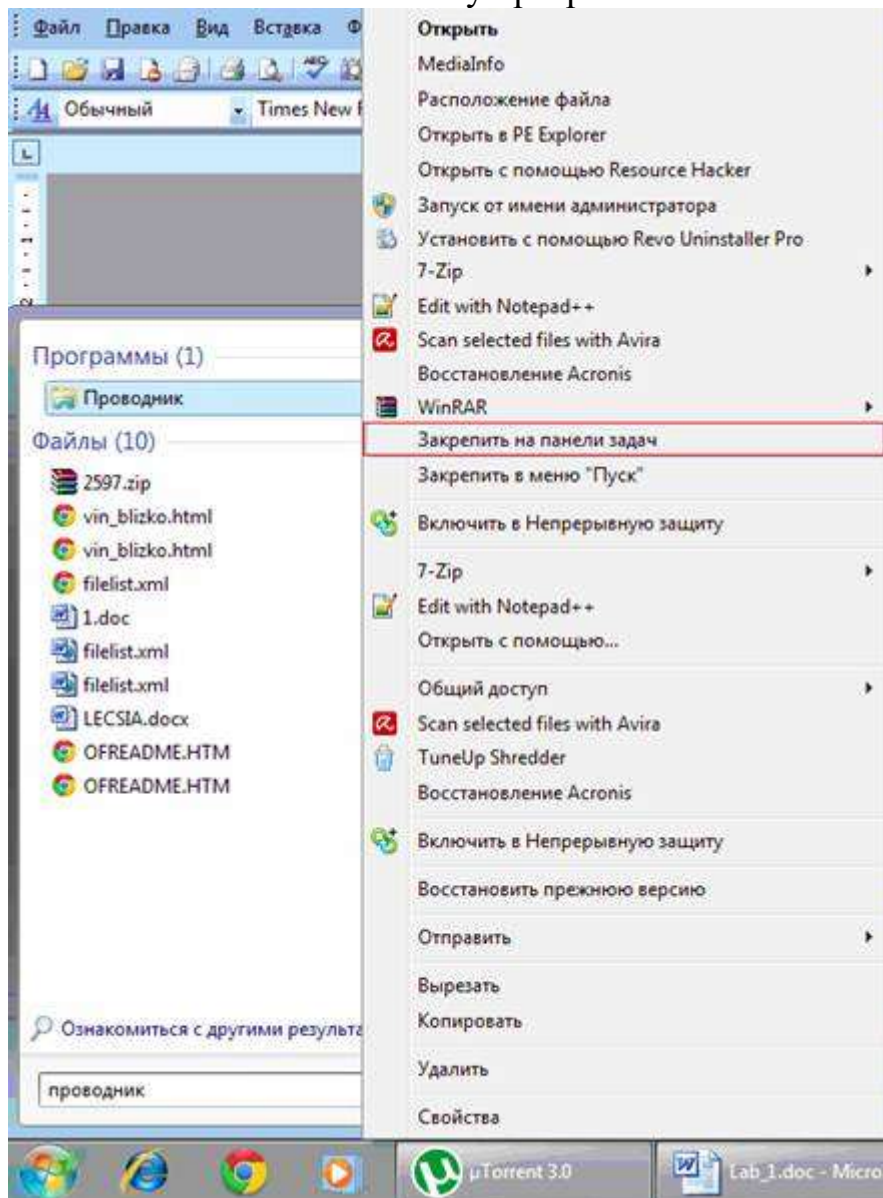 Файл Правка Вид Вставка Ф
Обычный Times New F
Открыть
MediaInfo
Расположение файла
Открыть в PE Explorer
Открыть с помощью Resource Hacker
Запуск от имени администратора
Установить с помощью Revo Uninstaller Pro
7-Zip
Edit with Notepad++
Scan selected files with Avira
Восстановление Acronis
WinRAR
Закрепить на панели задач
Закрепить в меню "Пуск"
Включить в Непрерывную защиту
7-Zip
Edit with Notepad++
Открыть с помощью...
Общий доступ
Scan selected files with Avira
TuneUp Shredder
Восстановление Acronis
Включить в Непрерывную защиту
Восстановить прежнюю версию
Отправить
Вырезать
Копировать
Удалить
Свойства
Программы (1)
Проводник
Файлы (10)
2597.zip
vin_blizko.html
vin_blizko.html
filelist.xml
1.doc
filelist.xml
filelist.xml
LECSIA.docx
OFREADME.HTM
OFREADME.HTM
Ознакомиться с другими результа
проводник
µTorrent 3.0
Lab_1.doc - Micro